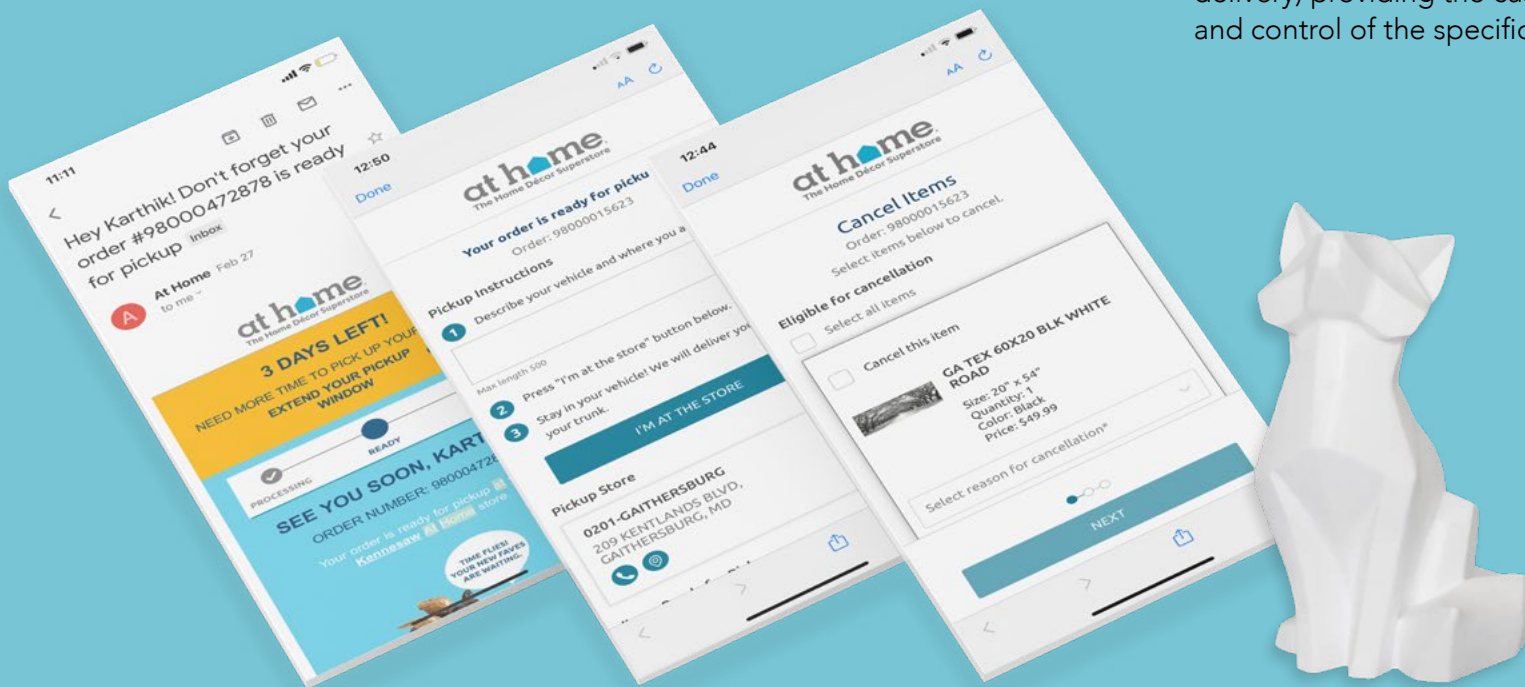 delivery, providing the
and control of the specific
11:11
Hey Karthik! Don't forget your
order #98000472878 is ready
for pickup Inbox
A
At Home Feb 27
to me
at home.
The Home Décor Superstore
3 DAYS LEFT!
NEED MORE TIME TO PICK UP YOUR
EXTEND YOUR PICKUP
WINDOW
PROCESSING
READY
SEE YOU SOON, KART
ORDER NUMBER: 980004728
Your order is ready for pickup at
Kennesaw At Home store.
TIME FLIES!
YOUR NEW FAVES
ARE WAITING.
12:50
AA
Done
at home.
The Home Décor Superstore
Your order is ready for picku
Order: 98000015623
Pickup Instructions
1 Describe your vehicle and where you a
Max length 500
2 Press "I'm at the store" button below.
3 Stay in your vehicle! We will deliver you
your trunk.
I'M AT THE STORE
Pickup Store
0201-GAITHERSBURG
209 KENTLANDS BLVD,
GAITHERSBURG, MD
12:44
AA
Done
at home.
The Home Décor Superstore
Cancel Items
Order: 98000015623
Select items below to cancel.
Eligible for cancellation
Select all items
Cancel this item
GA TEX 60X20 BLK WHITE
ROAD
Size: 20" x 54"
Quantity: 1
Color: Black
Price: $49.99
Select reason for cancellation*
NEXT